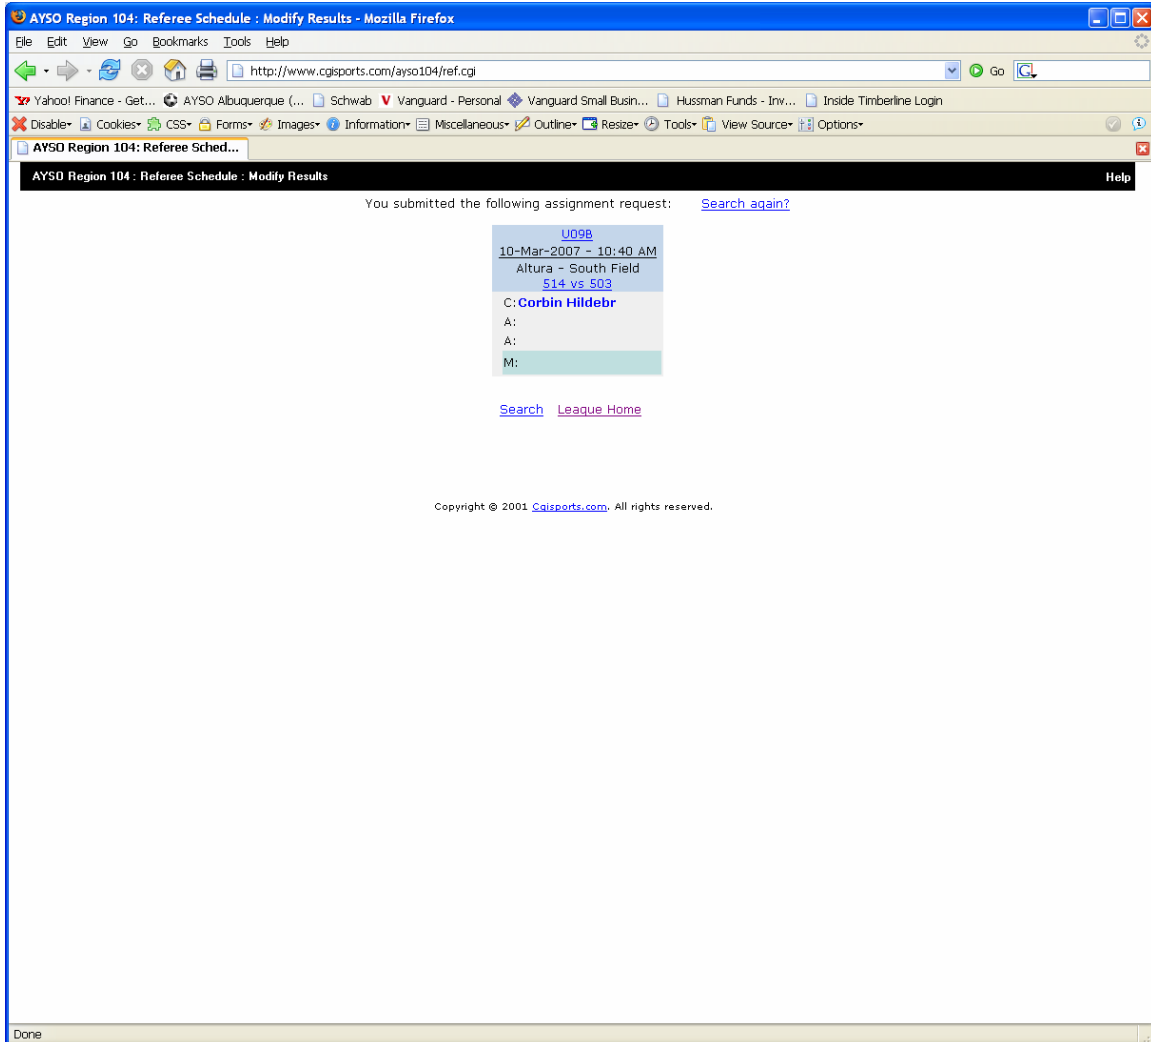 AYSO Region 104: Referee Schedule : Modify Results - Mozilla Firefox
File Edit View Go Bookmarks Tools Help
http://www.cgisports.com/ayso104/ref.cgi Go G
Yahoo! Finance - Get... AYSO Albuquerque (... Schwab Vanguard - Personal Vanguard Small Busin... Hussman Funds - Inv... Inside Timberline Login
Disable Cookies CSS Forms Images Information Miscellaneous Outline Resize Tools View Source Options
AYSO Region 104: Referee Sched...
AYSO Region 104 : Referee Schedule : Modify Results Help
You submitted the following assignment request: Search again?
U09B
10-Mar-2007 - 10:40 AM
Altura - South Field
514 vs 503
C: Corbin Hildebr
A:
A:
M:
Search League Home
Copyright © 2001 Cgisports.com. All rights reserved.
Done